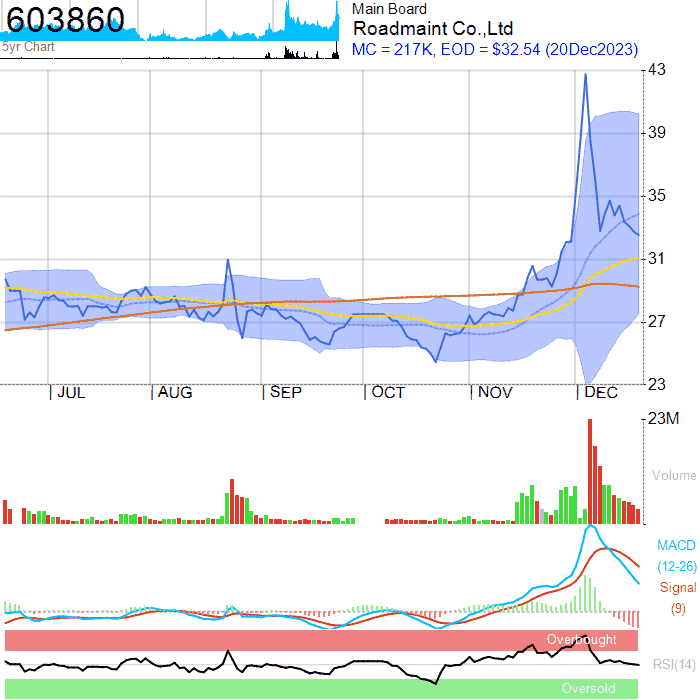 603860
5yr Chart
Main Board
Roadmaint Co.,Ltd
MC = 217K, EOD = $32.54 (20Dec2023)
43
39
35
31
27
23
JUL
AUG
SEP
OCT
NOV
DEC
23M
Volume
MACD
(12-26)
Signal
(9)
Overbought
RSI(14)
Oversold